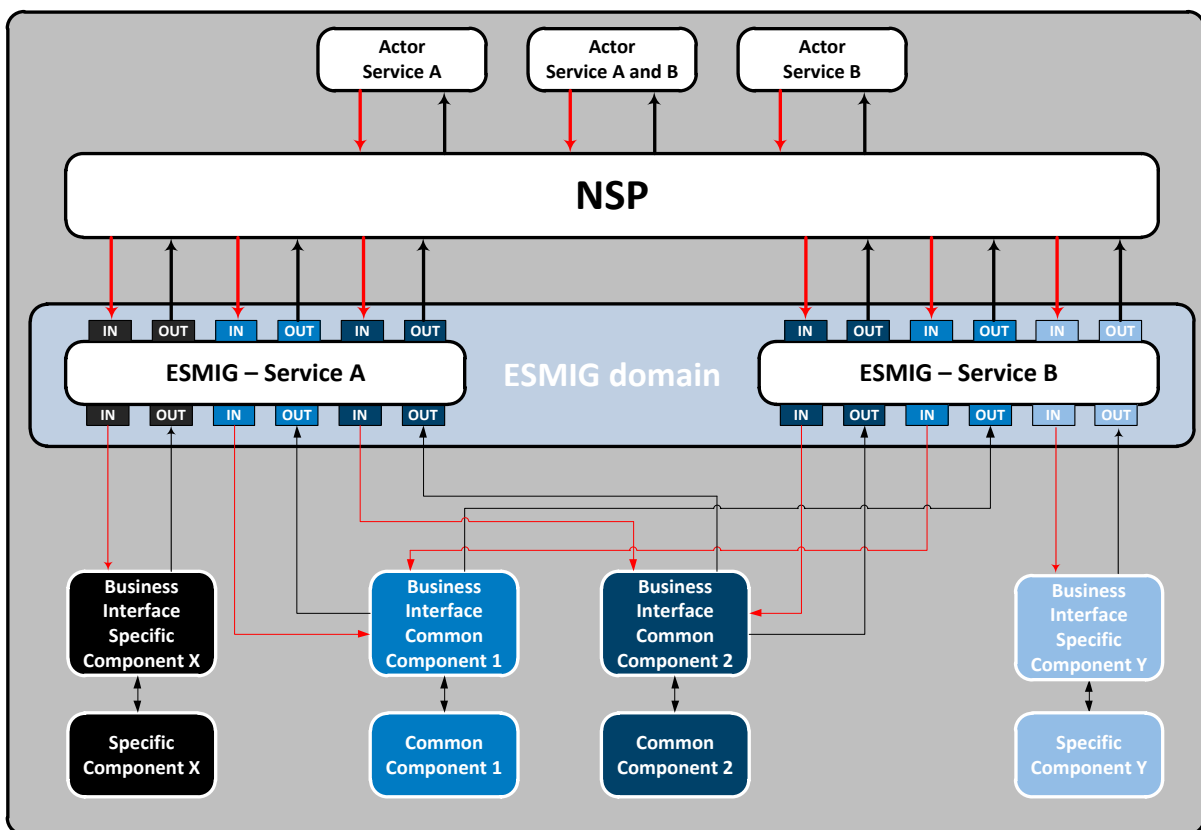 Actor
Service A
Actor
Service A and B
Actor
Service B
NSP
IN OUT IN OUT IN OUT
IN OUT IN OUT IN OUT
ESMIG – Service A
ESMIG domain
ESMIG – Service B
IN OUT IN OUT IN OUT
IN OUT IN OUT IN OUT
Business
Interface
Specific
Component X
Business
Interface
Common
Component 1
Business
Interface
Common
Component 2
Business
Interface
Specific
Component Y
Specific
Component X
Common
Component 1
Common
Component 2
Specific
Component Y